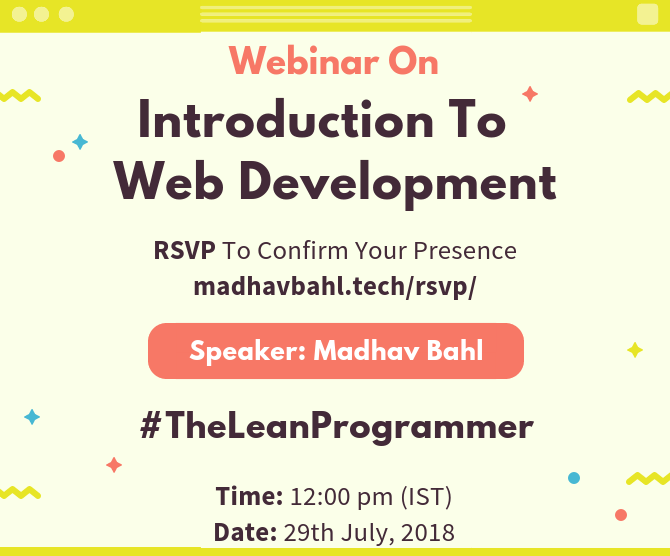 Webinar On
Introduction To
Web Development
RSVP To Confirm Your Presence
madhavbahl.tech/rsvp/
Speaker: Madhav Bahl
#TheLeanProgrammer
Time: 12:00 pm (IST)
Date: 29th July, 2018